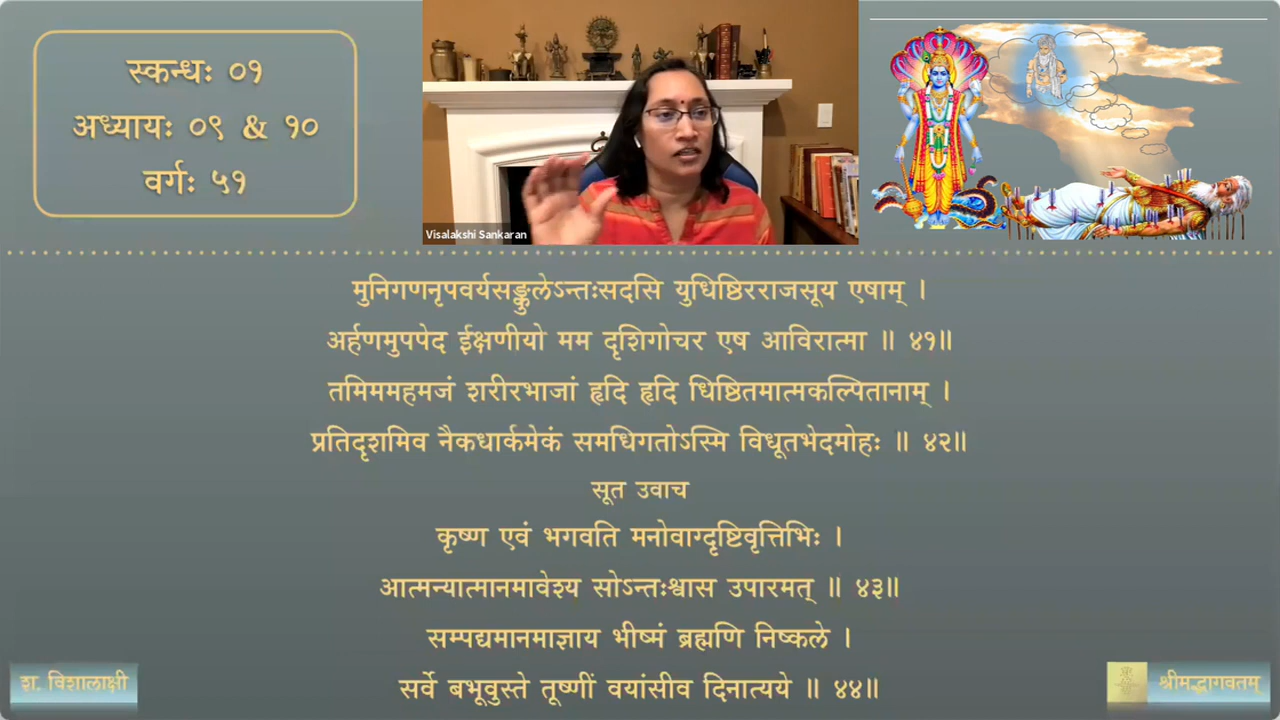 स्कन्धः ०१
अध्यायः ०९ & १०
वर्गः ५१
Visalakshi Sankaran
मुनिगणनृपवर्यसङ्कुलेऽन्तःसदसि युधिष्ठिरराजसूय एषाम् ।
अर्हणमुपपेद ईक्षणीयो मम दृशिगोचर एष आविरात्मा ॥ ४१॥
तमिममहमजं शरीरभाजां हृदि हृदि धिष्ठितमात्मकल्पितानाम् ।
प्रतिदृशमिव नैकधार्कमेकं समधिगतोऽस्मि विधूतभेदमोहः ॥ ४२॥
सूत उवाच
कृष्ण एवं भगवति मनोवाग्दृष्टिवृत्तिभिः ।
आत्मन्यात्मानमावेश्य सोऽन्तःश्वास उपारमत् ॥ ४३॥
सम्पद्यमानमाज्ञाय भीष्मं ब्रह्मणि निष्कले ।
सर्वे बभूवुस्ते तूष्णीं वयांसीव दिनात्यये ॥ ४४॥
श. विशालाक्षी
श्रीमद्भागवतम्